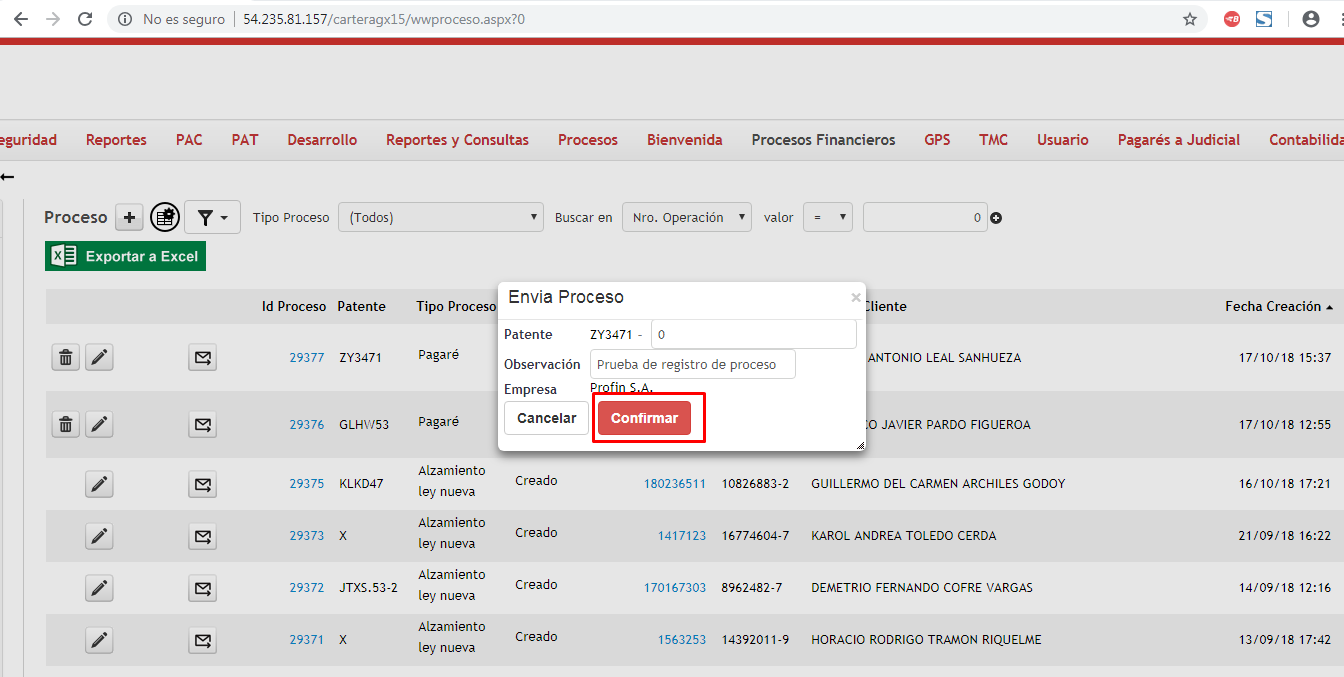 No es seguro | 54.235.81.157/carteragx15/wwproceso.aspx?0
eguridad Reportes PAC PAT Desarrollo Reportes y Consultas Procesos Bienvenida Procesos Financieros GPS TMC Usuario Pagarés a Judicial Contabilida
Proceso Tipo Proceso (Todos) Buscar en Nro. Operación valor = 0
Exportar a Excel
Id Proceso Patente Tipo Proceso Cliente Fecha Creación
29377 ZY3471 Pagaré ANTONIO LEAL SANHUEZA 17/10/18 15:37
29376 GLHW53 Pagaré CO JAVIER PARDO FIGUEROA 17/10/18 12:55
Envia Proceso ×
Patente ZY3471 - 0
Observación Prueba de registro de proceso
Empresa Profin S.A.
Cancelar Confirmar
29375 KLKD47 Alzamiento ley nueva Creado 180236511 10826883-2 GUILLERMO DEL CARMEN ARCHILES GODOY 16/10/18 17:21
29373 X Alzamiento ley nueva Creado 1417123 16774604-7 KAROL ANDREA TOLEDO CERDA 21/09/18 16:22
29372 JTXS.53-2 Alzamiento ley nueva Creado 170167303 8962482-7 DEMETRIO FERNANDO COFRE VARGAS 14/09/18 12:16
29371 X Alzamiento ley nueva Creado 1563253 14392011-9 HORACIO RODRIGO TRAMON RIQUELME 13/09/18 17:42